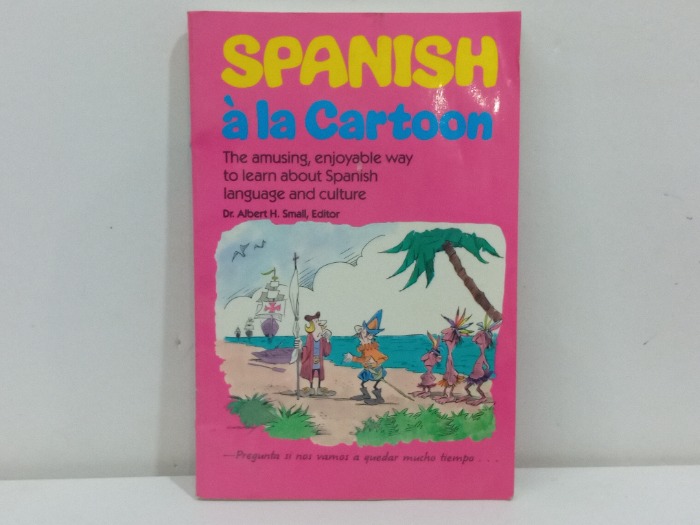 SPANISH
à la Cartoon
The amusing, enjoyable way
to learn about Spanish
language and culture
Dr. Albert H. Small, Editor
—Pregunta si nos vamos a quedar mucho tiempo . . .